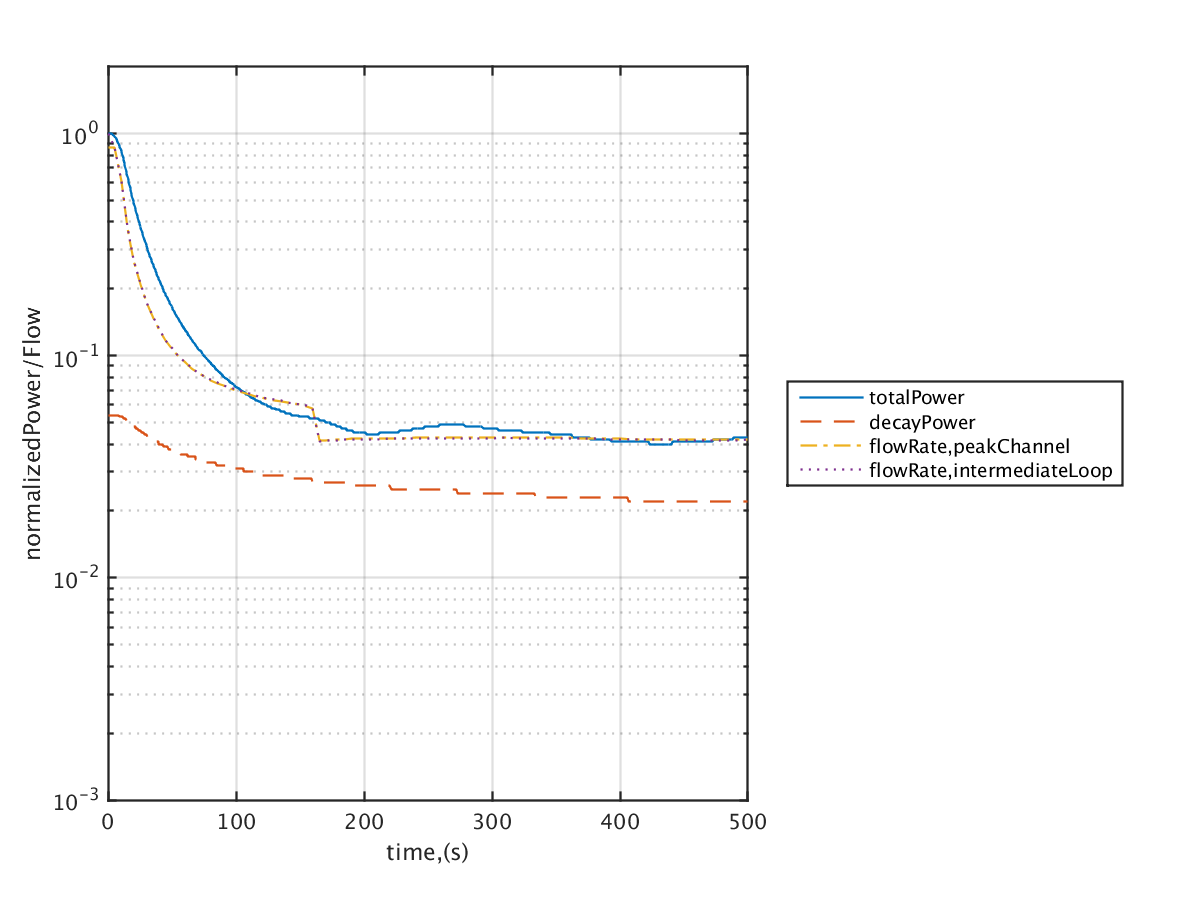 10^0
10^-1
10^-2
10^-3
normalizedPower/Flow
0 100 200 300 400 500
time,(s)
totalPower
decayPower
flowRate,peakChannel
flowRate,intermediateLoop